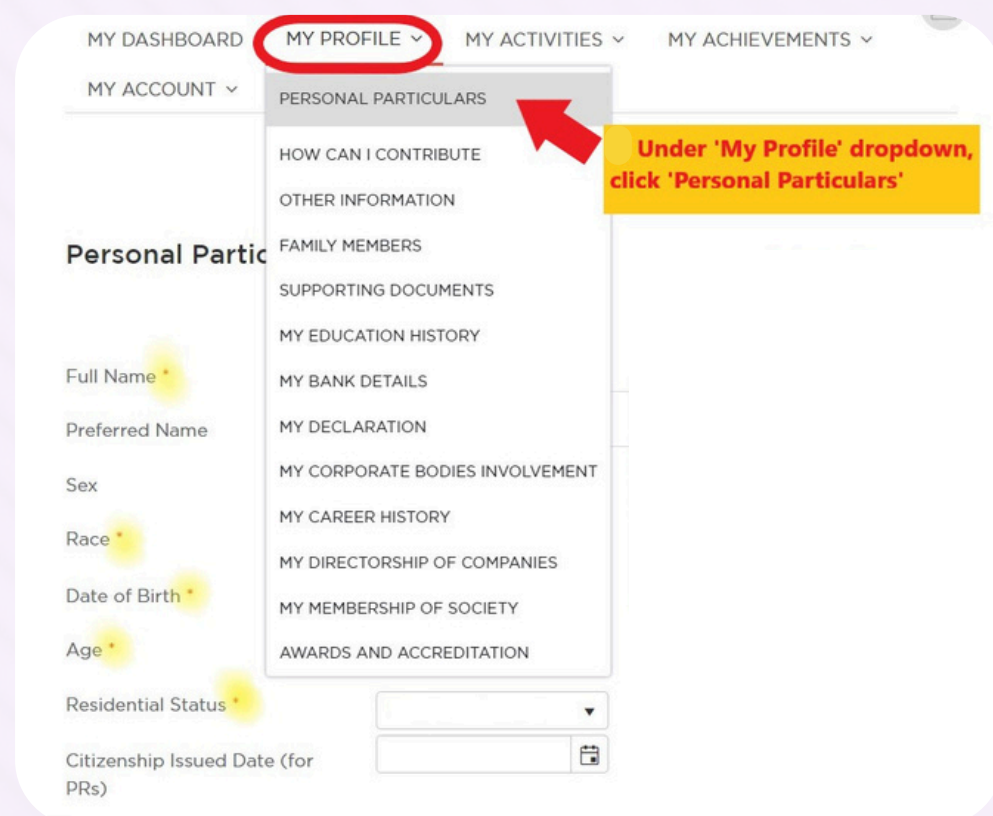 MY DASHBOARD MY PROFILE MY ACTIVITIES MY ACHIEVEMENTS
MY ACCOUNT
PERSONAL PARTICULARS
HOW CAN I CONTRIBUTE
OTHER INFORMATION
FAMILY MEMBERS
SUPPORTING DOCUMENTS
MY EDUCATION HISTORY
MY BANK DETAILS
MY DECLARATION
MY CORPORATE BODIES INVOLVEMENT
MY CAREER HISTORY
MY DIRECTORSHIP OF COMPANIES
MY MEMBERSHIP OF SOCIETY
AWARDS AND ACCREDITATION
Under 'My Profile' dropdown,
click 'Personal Particulars'
Personal Partic
Full Name *
Preferred Name
Sex
Race *
Date of Birth *
Age *
Residential Status *
Citizenship Issued Date (for
PRs)